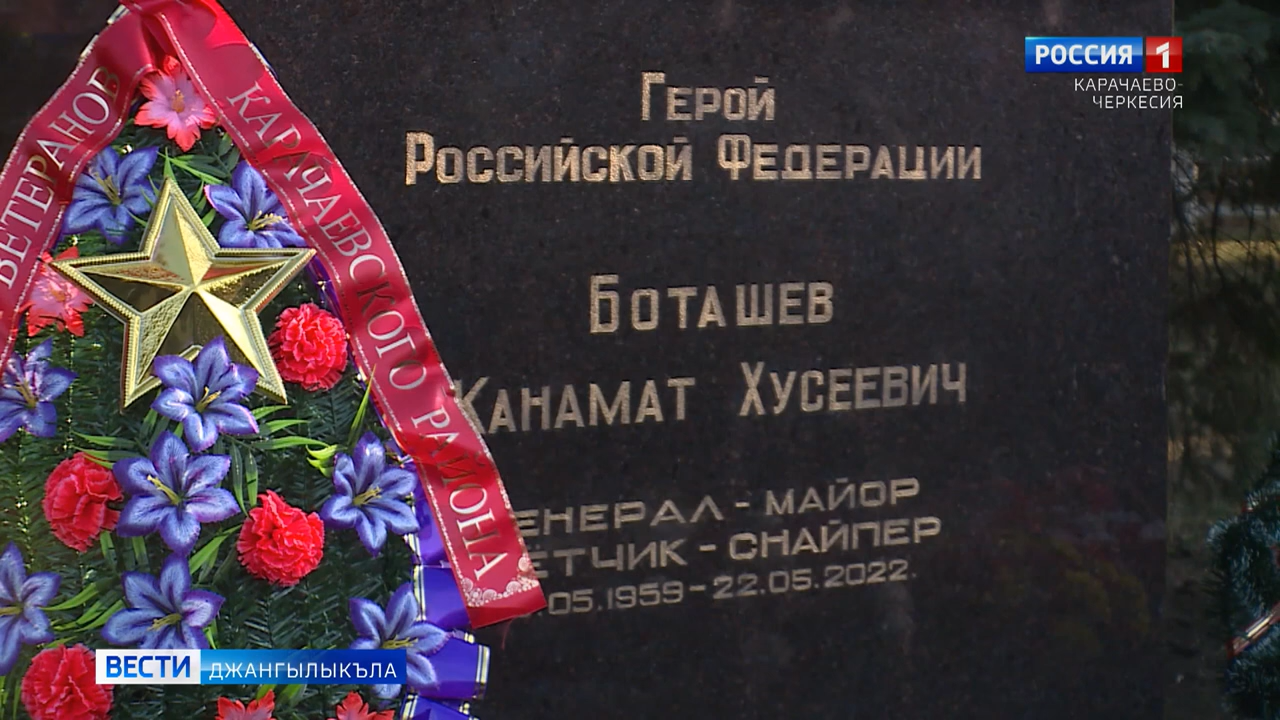 РОССИЯ 1
КАРАЧАЕВО-
ЧЕРКЕСИЯ
ГЕРОЙ
РОССИЙСКОЙ ФЕДЕРАЦИИ
БОТАШЕВ
КАНАМАТ ХУСЕЕВИЧ
ЕНЕРАЛ - МАЙОР
ЁТЧИК - СНАЙПЕР
.05.1959 - 22.05.2022.
ВЕТЕРАНОВ
КАРАЧАЕВСКОГО РАЙОНА
ВЕСТИ ДЖАНГЫЛЫКЪЛА